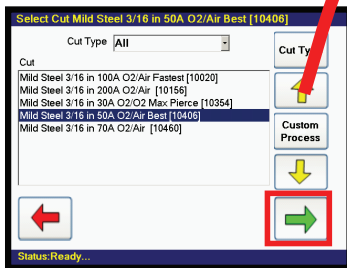 Select Cut Mild Steel 3/16 in 50A O2/Air Best [10406]
Cut Type All
Cut Ty
Cut
Mild Steel 3/16 in 100A O2/Air Fastest [10020]
Mild Steel 3/16 in 200A O2/Air [10156]
Mild Steel 3/16 in 30A O2/O2 Max Pierce [10354]
Mild Steel 3/16 in 50A O2/Air Best [10406]
Mild Steel 3/16 in 70A O2/Air [10460]
Custom
Process
Status:Ready...